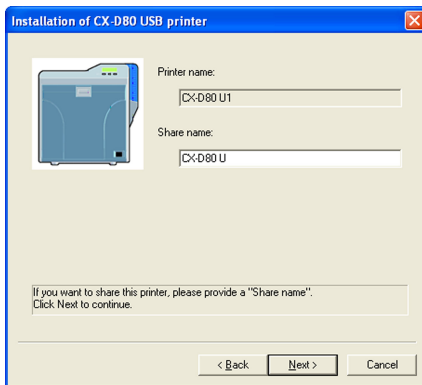 Installation of CX-D80 USB printer
Printer name:
CX-D80 U1
Share name:
CX-D80 U
If you want to share this printer, please provide a "Share name".
Click Next to continue.
< Back
Next >
Cancel